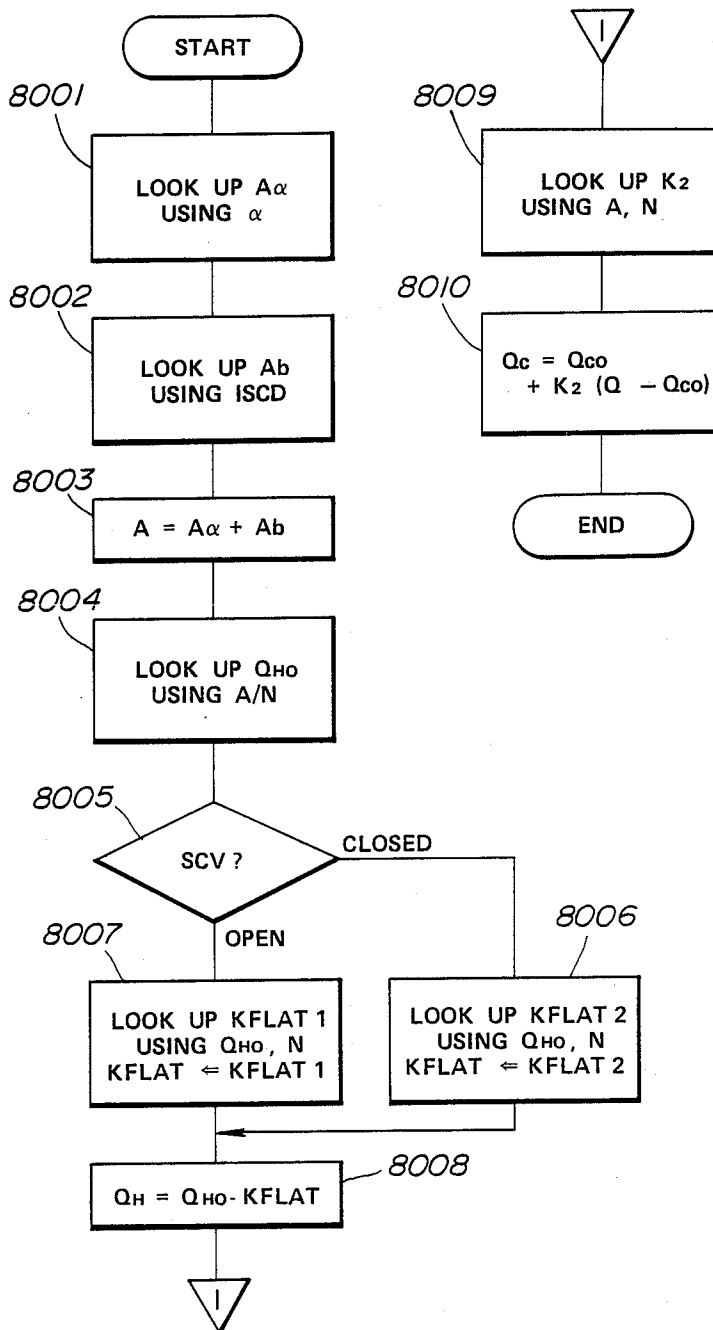 START
8001
LOOK UP Aα
USING α
8002
LOOK UP Ab
USING ISCD
8003
A = Aα + Ab
8004
LOOK UP QHO
USING A/N
8005
SCV ?
CLOSED
OPEN
8007
LOOK UP KFLAT 1
USING QHO, N
KFLAT ⇐ KFLAT 1
8006
LOOK UP KFLAT 2
USING QHO, N
KFLAT ⇐ KFLAT 2
8008
QH = QHO - KFLAT
I
I
8009
LOOK UP K2
USING A, N
8010
Qc = Qco
+ K2 (Q - Qco)
END